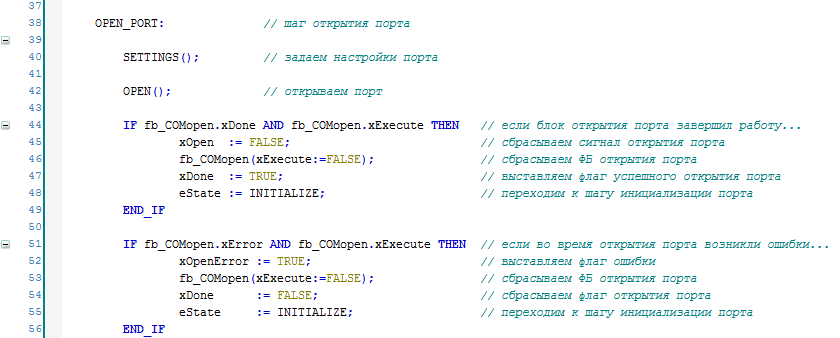 37
38 OPEN_PORT: // шаг открытия порта
39
40 SETTINGS(); // задаем настройки порта
41
42 OPEN(); // открываем порт
43
44 IF fb_COMopen.xDone AND fb_COMopen.xExecute THEN // если блок открытия порта завершил работу...
45 xOpen := FALSE; // сбрасываем сигнал открытия порта
46 fb_COMopen(xExecute:=FALSE); // сбрасываем ФБ открытия порта
47 xDone := TRUE; // выставляем флаг успешного открытия порта
48 eState := INITIALIZE; // переходим к шагу инициализации порта
49 END_IF
50
51 IF fb_COMopen.xError AND fb_COMopen.xExecute THEN // если во время открытия порта возникли ошибки...
52 xOpenError := TRUE; // выставляем флаг ошибки
53 fb_COMopen(xExecute:=FALSE); // сбрасываем ФБ открытия порта
54 xDone := FALSE; // сбрасываем флаг открытия порта
55 eState := INITIALIZE; // переходим к шагу инициализации порта
56 END_IF